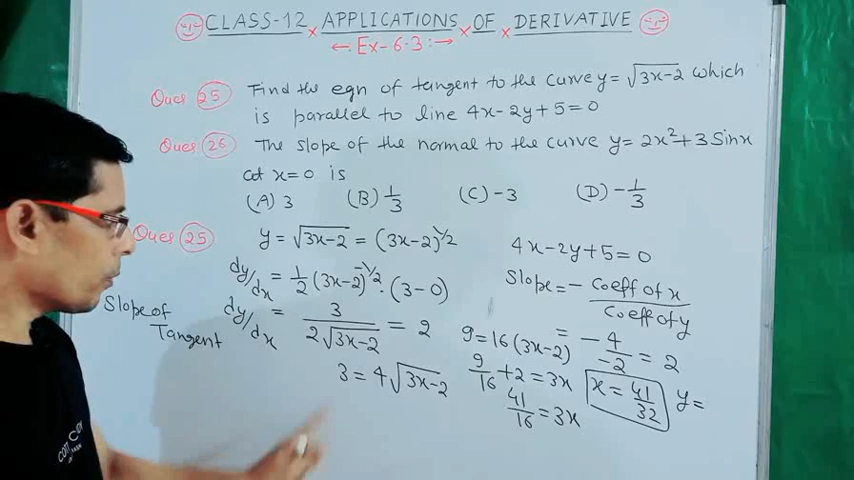 CLASS-12 x APPLICATIONS x OF x DERIVATIVE
← Ex-6.3 :→
Ques 25 Find the eqn of tangent to the curve y = √(3x-2) which
is parallel to line 4x-2y+5=0
Ques 26 The slope of the normal to the curve y = 2x²+3 Sinx
at x=0 is
(A) 3 (B) 1/3 (C) -3 (D) -1/3
Ques 25 y = √(3x-2) = (3x-2)^1/2
dy/dx = 1/2 (3x-2)^-1/2 · (3-0)
Slope of Tangent
dy/dx = 3/(2√(3x-2)) = 2
3 = 4√(3x-2)
4x-2y+5=0
Slope = - Coeff of x / Coeff of y
= - 4/-2 = 2
9 = 16(3x-2)
9/16 + 2 = 3x
41/16 = 3x
x = 41/32
y =